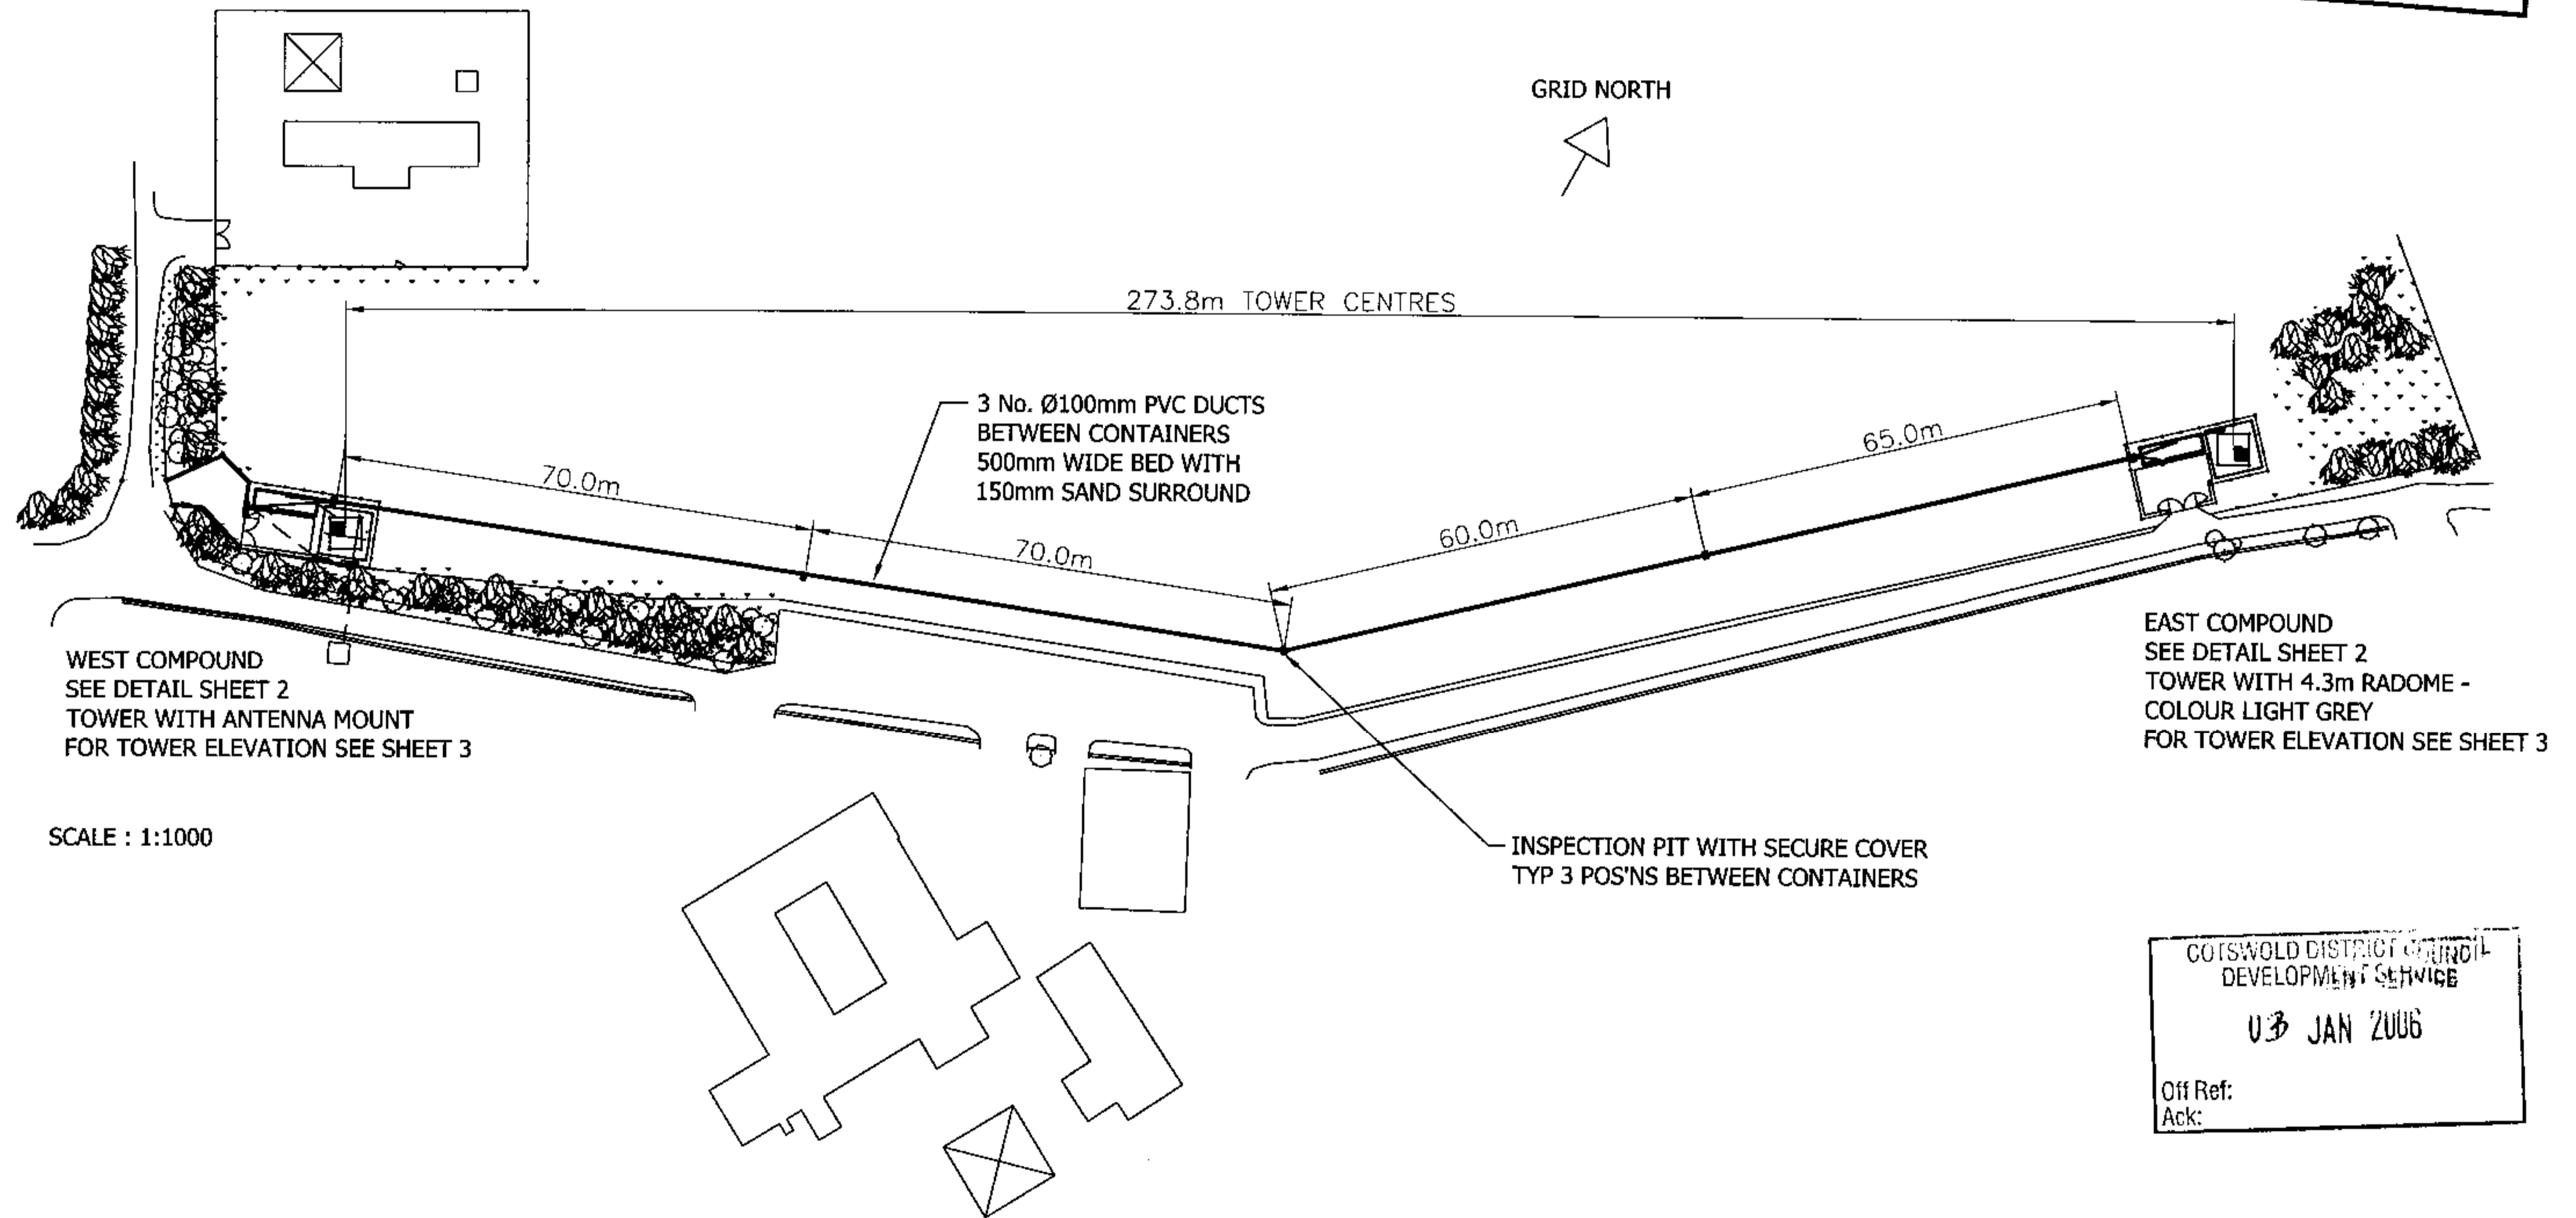 GRID NORTH
273.8m TOWER CENTRES
3 No. Ø100mm PVC DUCTS
BETWEEN CONTAINERS
500mm WIDE BED WITH
150mm SAND SURROUND
70.0m
70.0m
60.0m
65.0m
WEST COMPOUND
SEE DETAIL SHEET 2
TOWER WITH ANTENNA MOUNT
FOR TOWER ELEVATION SEE SHEET 3
EAST COMPOUND
SEE DETAIL SHEET 2
TOWER WITH 4.3m RADOME -
COLOUR LIGHT GREY
FOR TOWER ELEVATION SEE SHEET 3
SCALE : 1:1000
INSPECTION PIT WITH SECURE COVER
TYP 3 POS'NS BETWEEN CONTAINERS
COTSWOLD DISTRICT COUNCIL
DEVELOPMENT SERVICE
JAN 2006
Off Ref:
Ack: